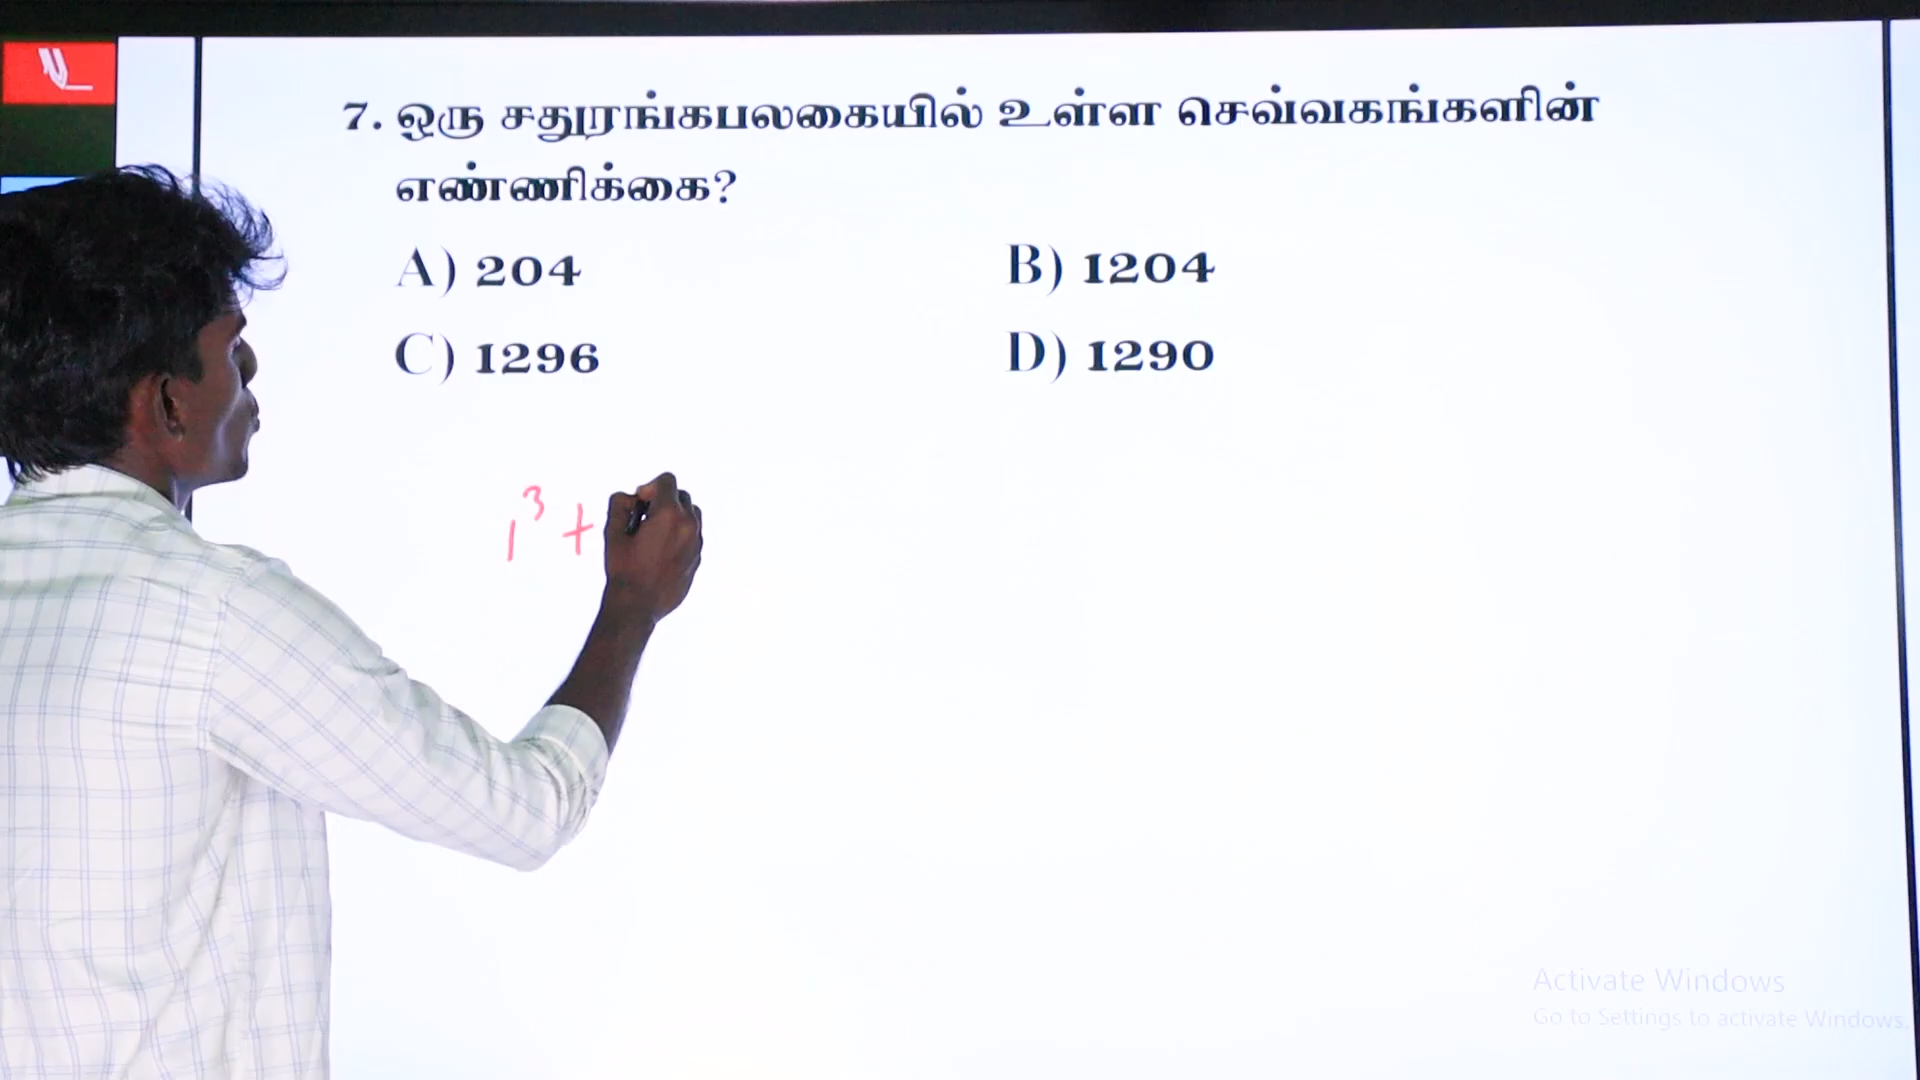 7. ஒரு சதுரங்கபலகையில் உள்ள செவ்வகங்களின்
எண்ணிக்கை?
A) 204 B) 1204
C) 1296 D) 1290
1³ +
Activate Windows
Go to Settings to activate Windows.